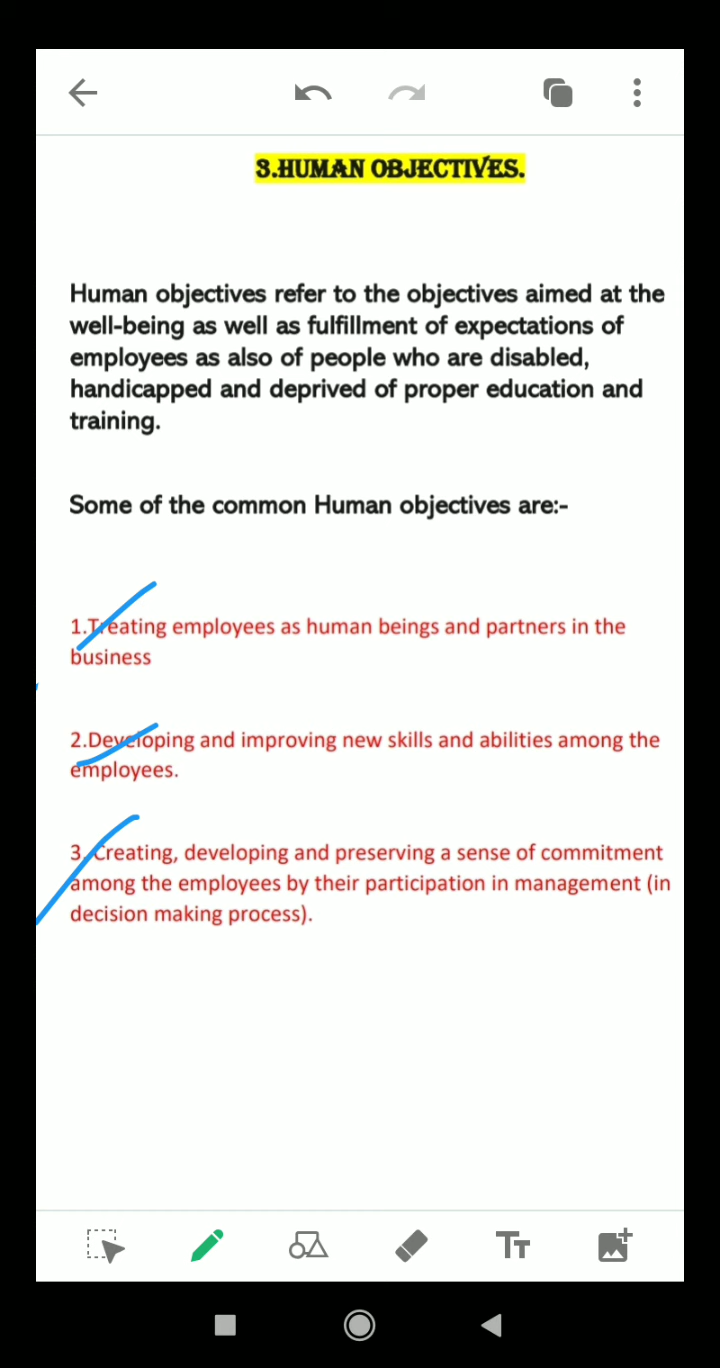 3.HUMAN OBJECTIVES.
Human objectives refer to the objectives aimed at the
well-being as well as fulfillment of expectations of
employees as also of people who are disabled,
handicapped and deprived of proper education and
training.
Some of the common Human objectives are:-
1.Treating employees as human beings and partners in the
business
2.Developing and improving new skills and abilities among the
employees.
3. Creating, developing and preserving a sense of commitment
among the employees by their participation in management (in
decision making process).
TT